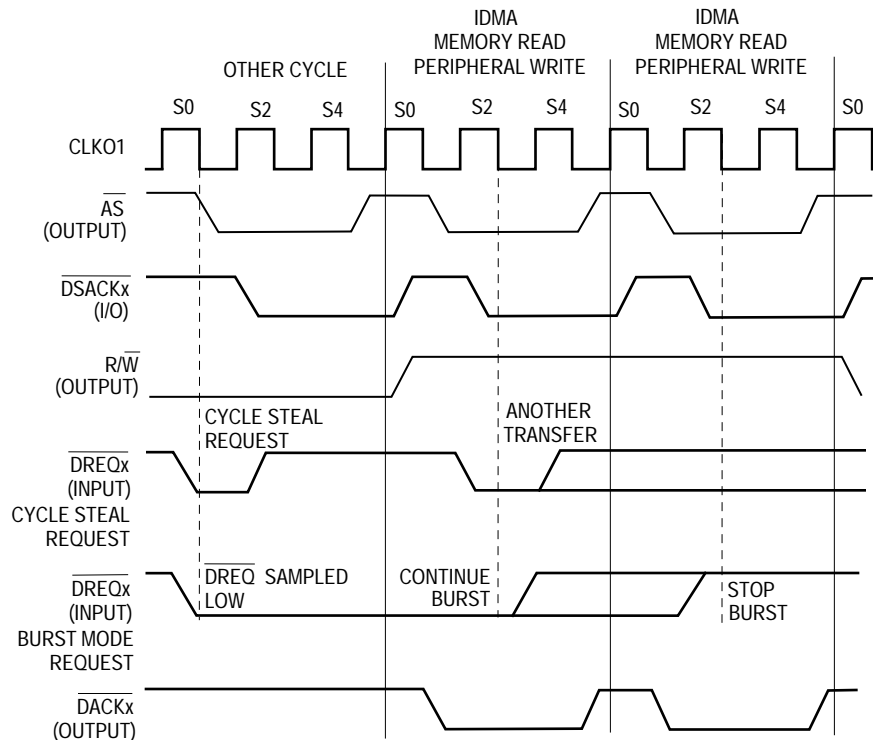 IDMA
MEMORY READ
PERIPHERAL WRITE
IDMA
MEMORY READ
PERIPHERAL WRITE
OTHER CYCLE
S0 S2 S4 S0 S2 S4 S0 S2 S4 S0
CLKO1
AS
(OUTPUT)
DSACKx
(I/O)
R/W
(OUTPUT)
CYCLE STEAL
REQUEST
ANOTHER
TRANSFER
DREQx
(INPUT)
CYCLE STEAL
REQUEST
DREQx
(INPUT)
BURST MODE
REQUEST
DREQ SAMPLED
LOW
CONTINUE
BURST
STOP
BURST
DACKx
(OUTPUT)